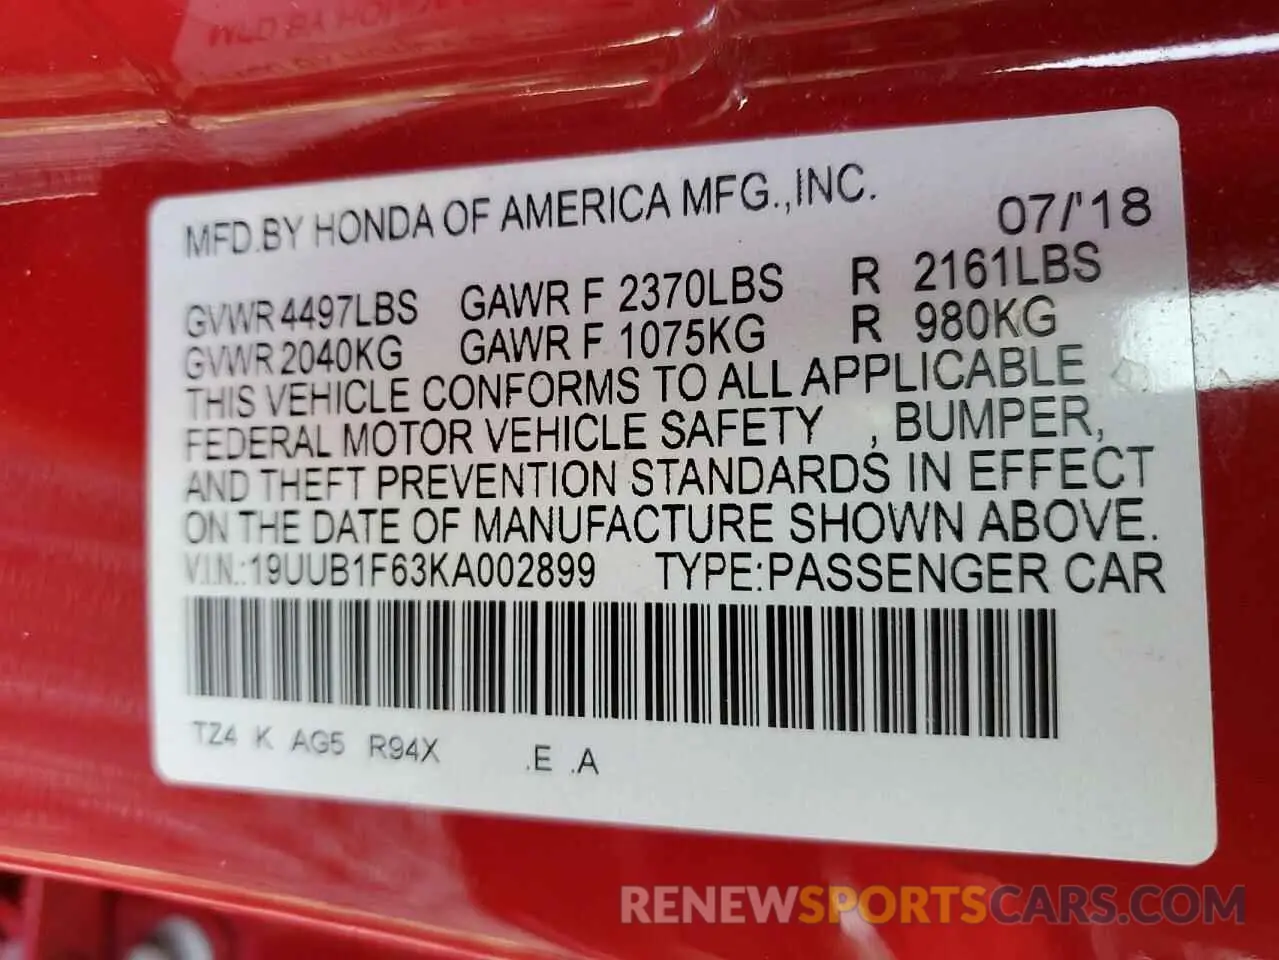 MFD.BY HONDA OF AMERICA MFG.,INC. 07/'18
GVWR 4497LBS GAWR F 2370LBS R 2161LBS
GVWR 2040KG GAWR F 1075KG R 980KG
THIS VEHICLE CONFORMS TO ALL APPLICABLE
FEDERAL MOTOR VEHICLE SAFETY , BUMPER,
AND THEFT PREVENTION STANDARDS IN EFFECT
ON THE DATE OF MANUFACTURE SHOWN ABOVE.
V.I.N.:19UUB1F63KA002899 TYPE:PASSENGER CAR
TZ4 K AG5 R94X .E .A
RENEWSPORTSCARS.COM